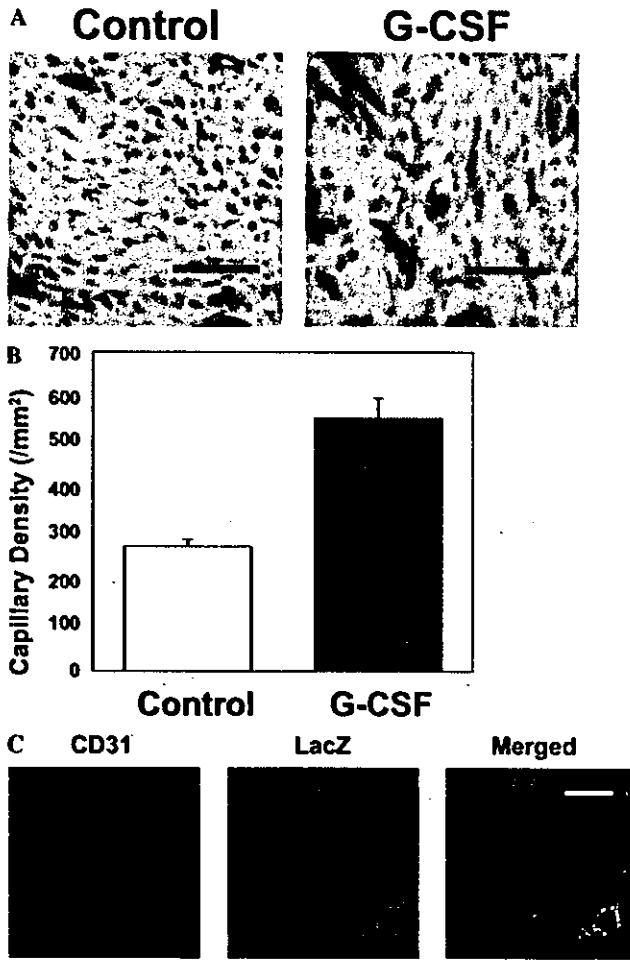 A Control G-CSF
B
700
600
500
400
300
200
100
0
Capillary Density (/mm²)
Control G-CSF
C CD31 LacZ Merged